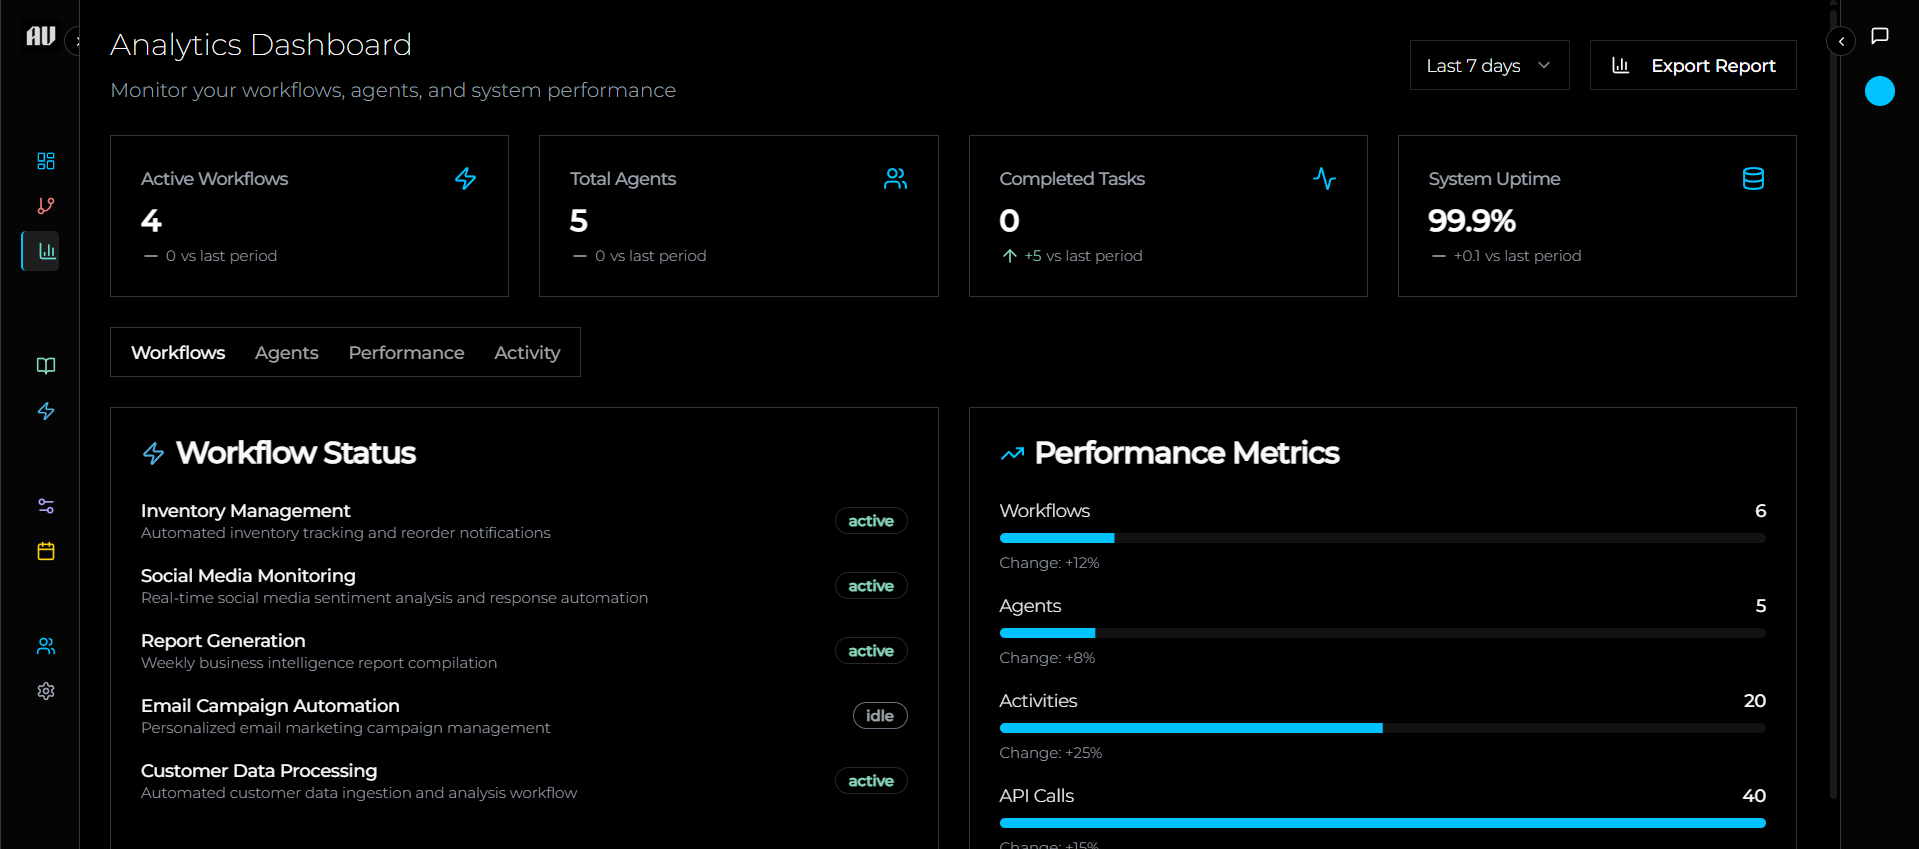 AU
Analytics Dashboard
Monitor your workflows, agents, and system performance
Last 7 days
Export Report
Active Workflows
4
0 vs last period
Total Agents
5
0 vs last period
Completed Tasks
0
+5 vs last period
System Uptime
99.9%
+0.1 vs last period
Workflows Agents Performance Activity
Workflow Status
Inventory Management
Automated inventory tracking and reorder notifications
active
Social Media Monitoring
Real-time social media sentiment analysis and response automation
active
Report Generation
Weekly business intelligence report compilation
active
Email Campaign Automation
Personalized email marketing campaign management
idle
Customer Data Processing
Automated customer data ingestion and analysis workflow
active
Performance Metrics
Workflows 6
Change: +12%
Agents 5
Change: +8%
Activities 20
Change: +25%
API Calls 40
Change: +15%